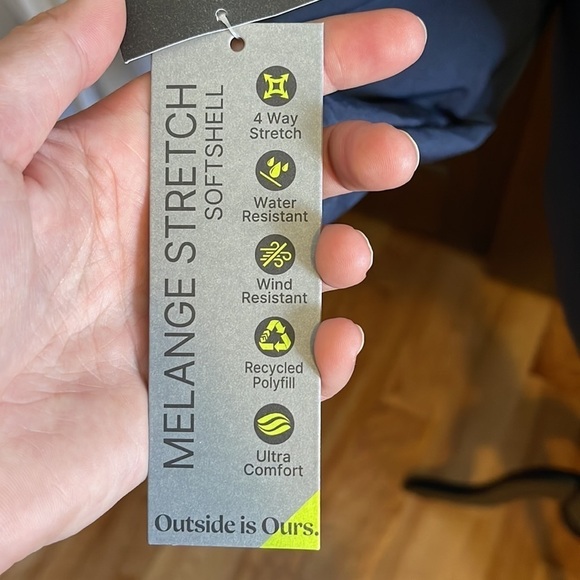 MELANGE STRETCH
SOFTSHELL
4 Way
Stretch
Water
Resistant
Wind
Resistant
Recycled
Polyfill
Ultra
Comfort
Outside is Ours.